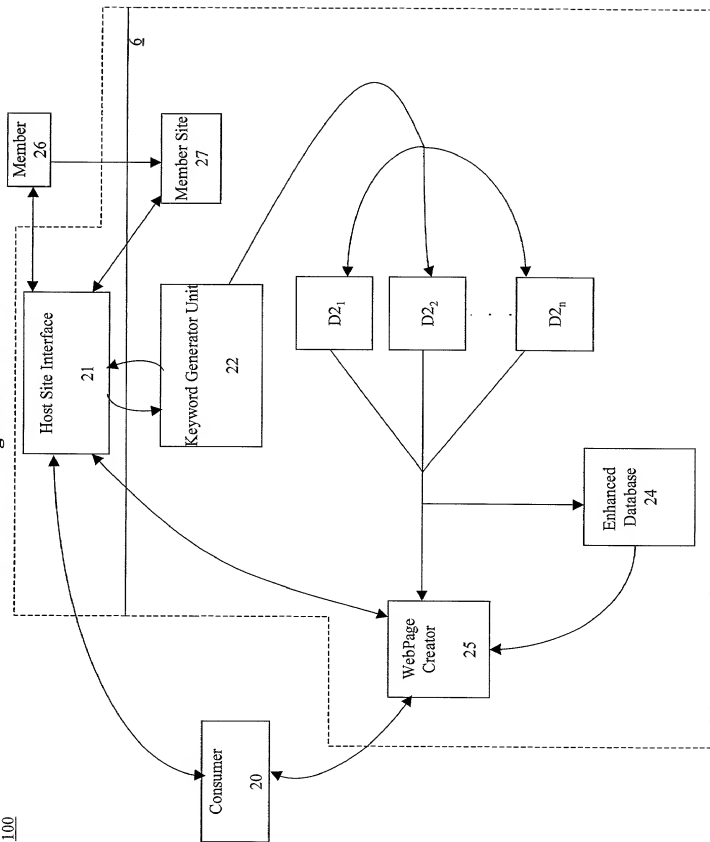 100
Host Site Interface
21
Member
26
6
Consumer
20
Keyword Generator Unit
22
Member Site
27
D2₁
D2₂
. . . . .
D2ₙ
WebPage
Creator
25
Enhanced
Database
24